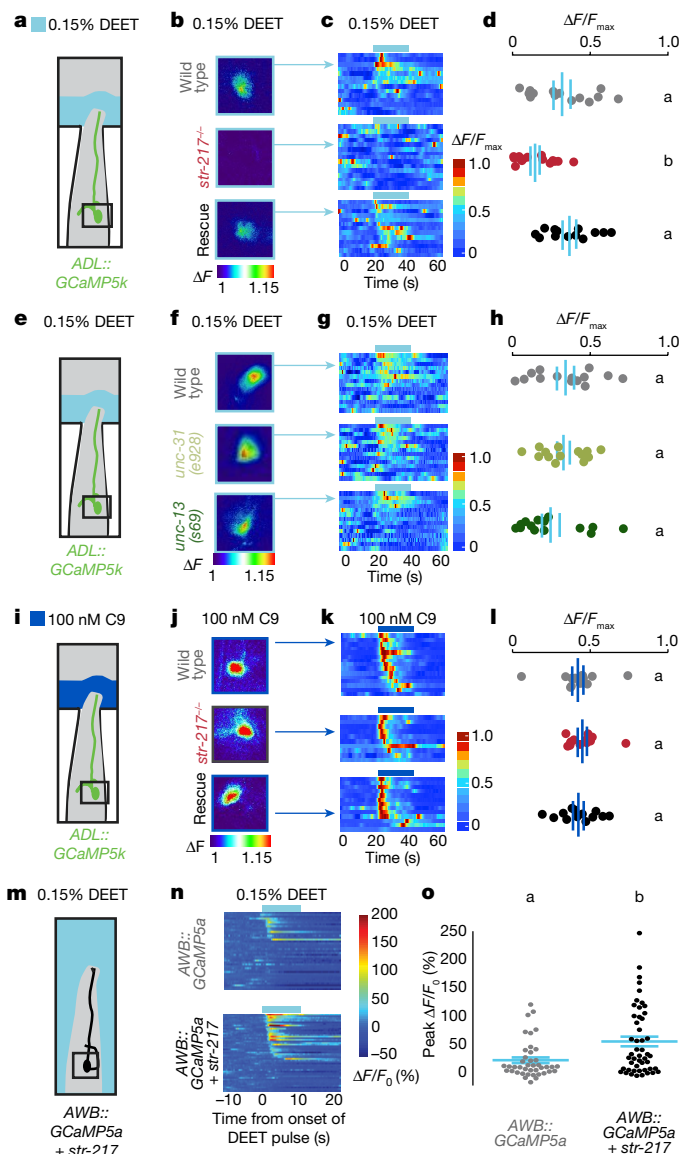 a 0.15% DEET
ADL::
GCaMP5k
b 0.15% DEET
Wild
type
str-217–/–
Rescue
ΔF
1 1.15
c 0.15% DEET
ΔF/Fmax
1.0
0.5
0
0 20 40 60
Time (s)
d ΔF/Fmax
0 0.5 1.0
a
b
a
e 0.15% DEET
ADL::
GCaMP5k
f 0.15% DEET
Wild
type
unc-31
(e928)
unc-13
(s69)
ΔF
1 1.15
g 0.15% DEET
1.0
0.5
0
0 20 40 60
Time (s)
h ΔF/Fmax
0 0.5 1.0
a
a
a
i 100 nM C9
ADL::
GCaMP5k
j 100 nM C9
Wild
type
str-217–/–
Rescue
ΔF
1 1.15
k 100 nM C9
1.0
0.5
0
0 20 40 60
Time (s)
l ΔF/Fmax
0 0.5 1.0
a
a
a
m 0.15% DEET
AWB::
GCaMP5a
+ str-217
n 0.15% DEET
AWB::
GCaMP5a
AWB::
GCaMP5a
+ str-217
200
150
100
50
0
–50
ΔF/F0 (%)
–10 0 10 20
Time from onset of
DEET pulse (s)
o a b
Peak ΔF/F0 (%)
250
200
150
100
50
0
AWB::
GCaMP5a
AWB::
GCaMP5a
+ str-217